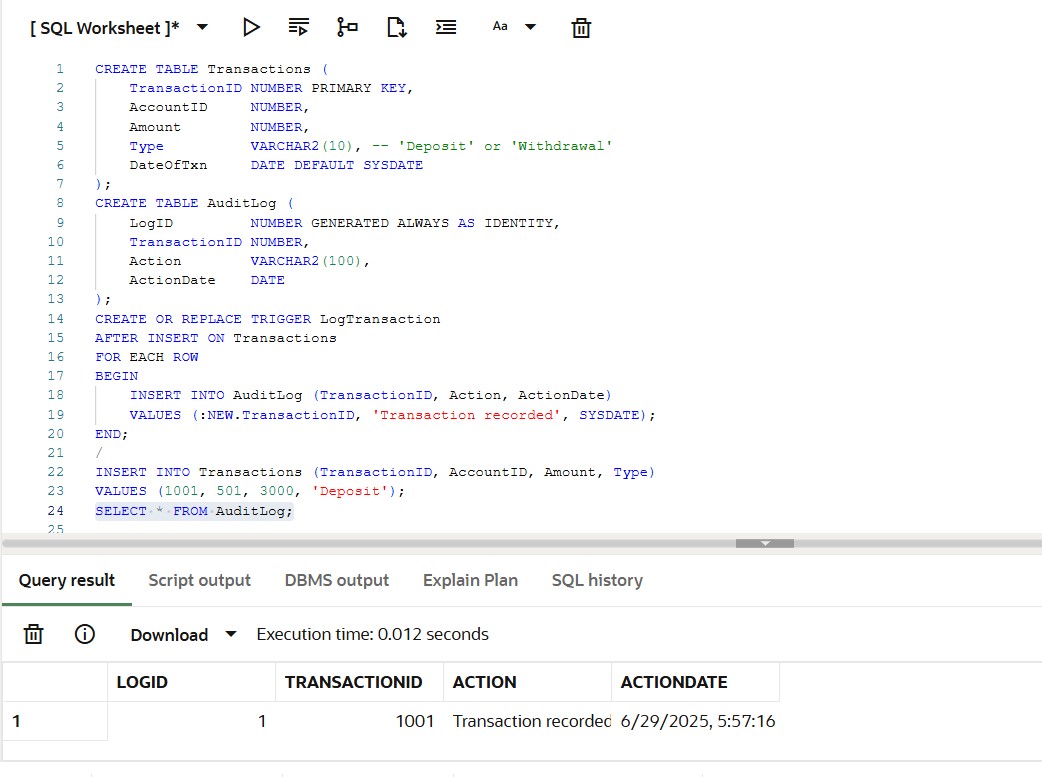 [ SQL Worksheet ]* Aa
1 CREATE TABLE Transactions (
2     TransactionID NUMBER PRIMARY KEY,
3     AccountID     NUMBER,
4     Amount        NUMBER,
5     Type          VARCHAR2(10), -- 'Deposit' or 'Withdrawal'
6     DateOfTxn     DATE DEFAULT SYSDATE
7 );
8 CREATE TABLE AuditLog (
9     LogID         NUMBER GENERATED ALWAYS AS IDENTITY,
10     TransactionID NUMBER,
11     Action        VARCHAR2(100),
12     ActionDate    DATE
13 );
14 CREATE OR REPLACE TRIGGER LogTransaction
15 AFTER INSERT ON Transactions
16 FOR EACH ROW
17 BEGIN
18     INSERT INTO AuditLog (TransactionID, Action, ActionDate)
19     VALUES (:NEW.TransactionID, 'Transaction recorded', SYSDATE);
20 END;
21 /
22 INSERT INTO Transactions (TransactionID, AccountID, Amount, Type)
23 VALUES (1001, 501, 3000, 'Deposit');
24 SELECT * FROM AuditLog;
25
Query result Script output DBMS output Explain Plan SQL history
Download Execution time: 0.012 seconds
LOGID TRANSACTIONID ACTION ACTIONDATE
1 1 1001 Transaction recorded 6/29/2025, 5:57:16